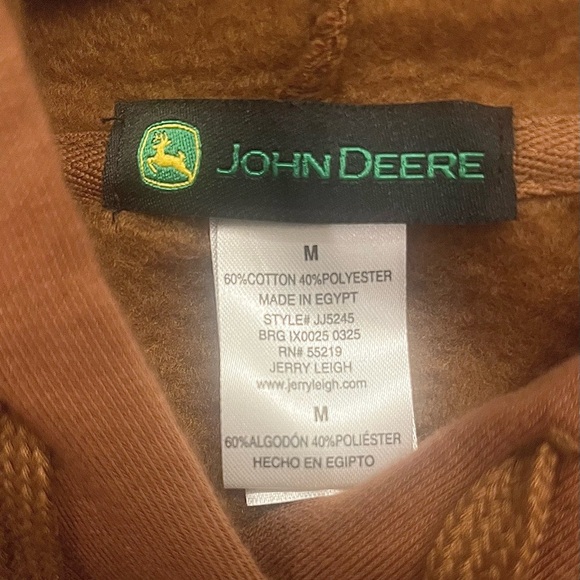 JOHN DEERE
M
60%COTTON 40%POLYESTER
MADE IN EGYPT
STYLE# JJ5245
BRG IX0025 0325
RN# 55219
JERRY LEIGH
www.jerryleigh.com
M
60%ALGODÓN 40%POLIÉSTER
HECHO EN EGIPTO